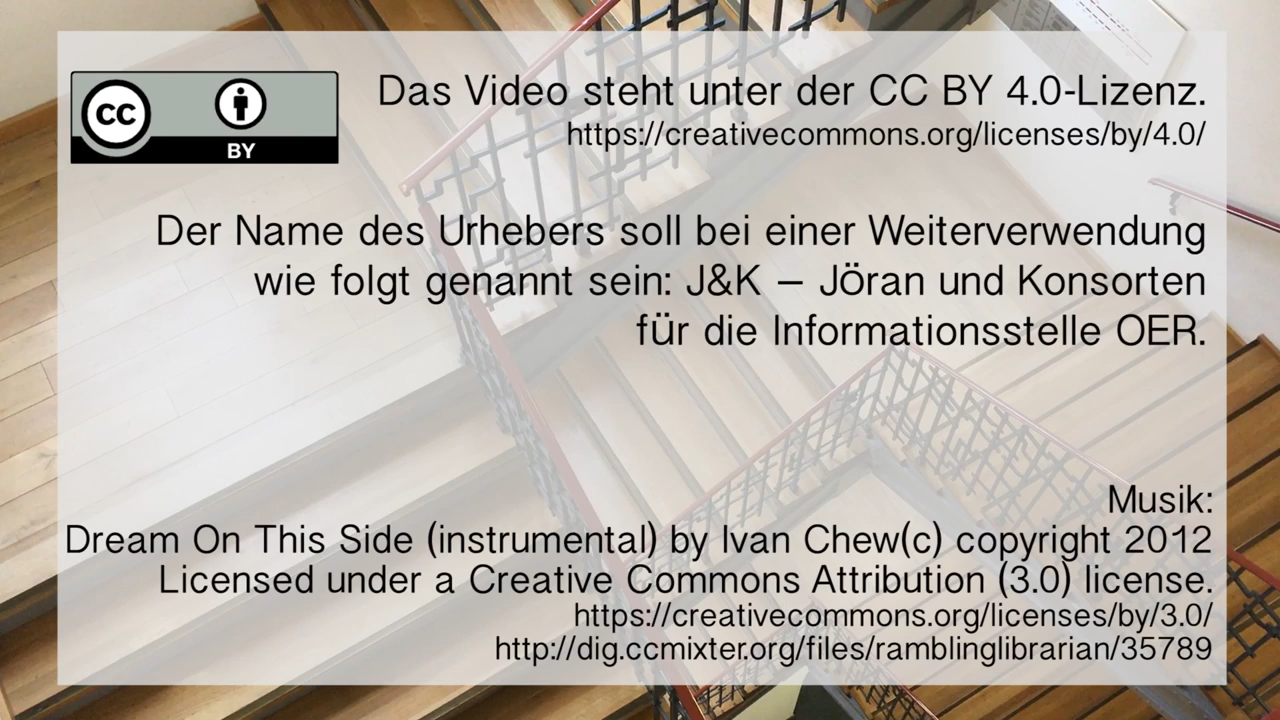 CC
BY
Das Video steht unter der CC BY 4.0-Lizenz.
https://creativecommons.org/licenses/by/4.0/
Der Name des Urhebers soll bei einer Weiterverwendung
wie folgt genannt sein: J&K – Jöran und Konsorten
für die Informationsstelle OER.
Musik:
Dream On This Side (instrumental) by Ivan Chew(c) copyright 2012
Licensed under a Creative Commons Attribution (3.0) license.
https://creativecommons.org/licenses/by/3.0/
http://dig.ccmixter.org/files/ramblinglibrarian/35789